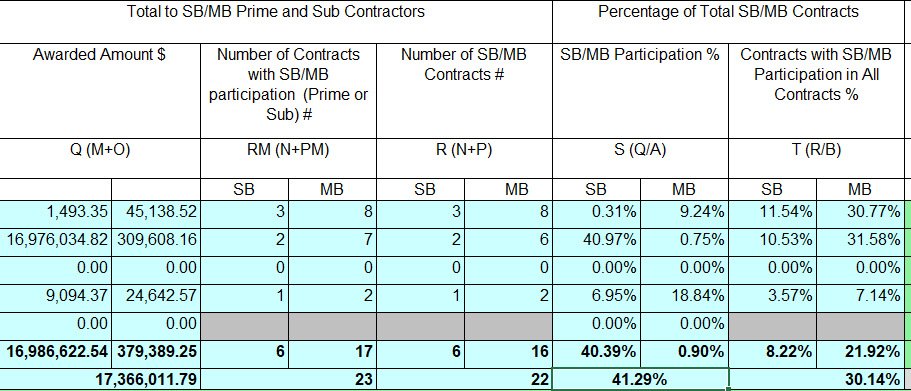 Total to SB/MB Prime and Sub Contractors Percentage of Total SB/MB Contracts
Awarded Amount $ Number of Contracts with SB/MB participation (Prime or Sub) # Number of SB/MB Contracts # SB/MB Participation % Contracts with SB/MB Participation in All Contracts %
Q (M+O) RM (N+PM) R (N+P) S (Q/A) T (R/B)
SB MB SB MB SB MB SB MB
1,493.35 45,138.52 3 8 3 8 0.31% 9.24% 11.54% 30.77%
16,976,034.82 309,608.16 2 7 2 6 40.97% 0.75% 10.53% 31.58%
0.00 0.00 0 0 0 0 0.00% 0.00% 0.00% 0.00%
9,094.37 24,642.57 1 2 1 2 6.95% 18.84% 3.57% 7.14%
0.00 0.00 0.00% 0.00%
16,986,622.54 379,389.25 6 17 6 16 40.39% 0.90% 8.22% 21.92%
17,366,011.79 23 22 41.29% 30.14%